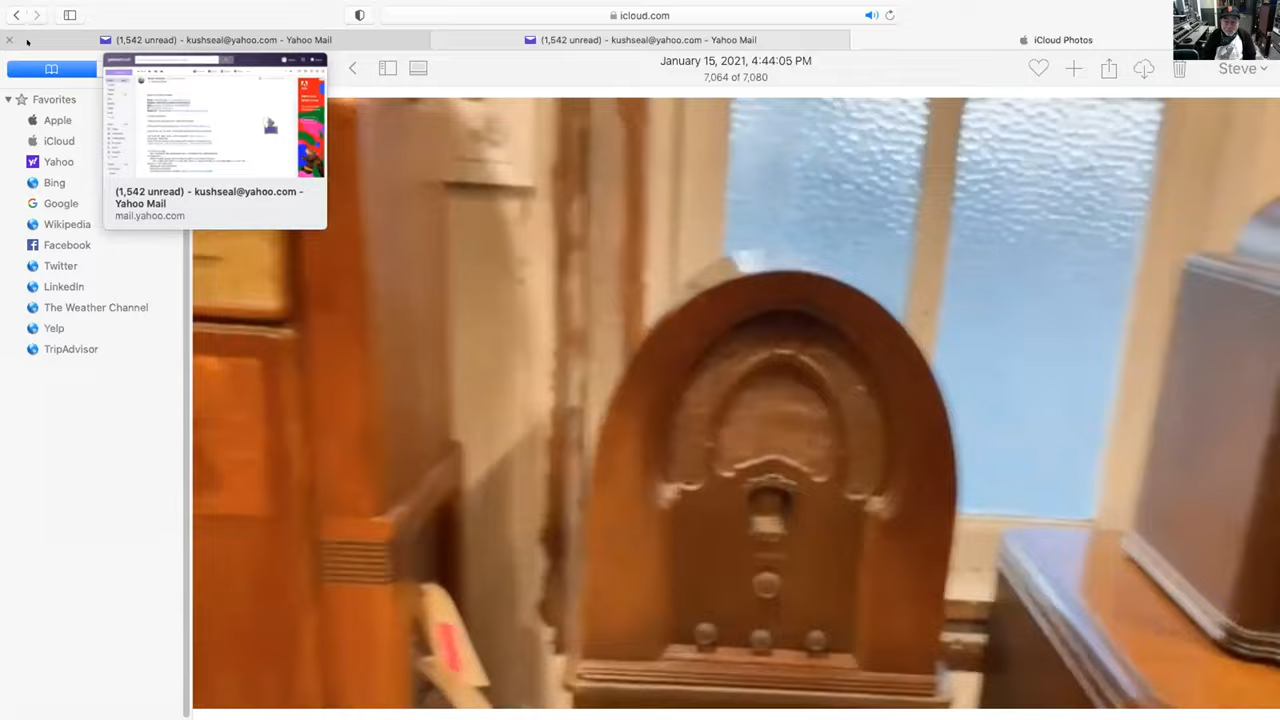 icloud.com
(1,542 unread) - kushseal@yahoo.com - Yahoo Mail
(1,542 unread) - kushseal@yahoo.com - Yahoo Mail
iCloud Photos
January 15, 2021, 4:44:05 PM
7,064 of 7,080
Steve
Favorites
Apple
iCloud
Yahoo
Bing
Google
Wikipedia
Facebook
Twitter
LinkedIn
The Weather Channel
Yelp
TripAdvisor
(1,542 unread) - kushseal@yahoo.com -
Yahoo Mail
mail.yahoo.com